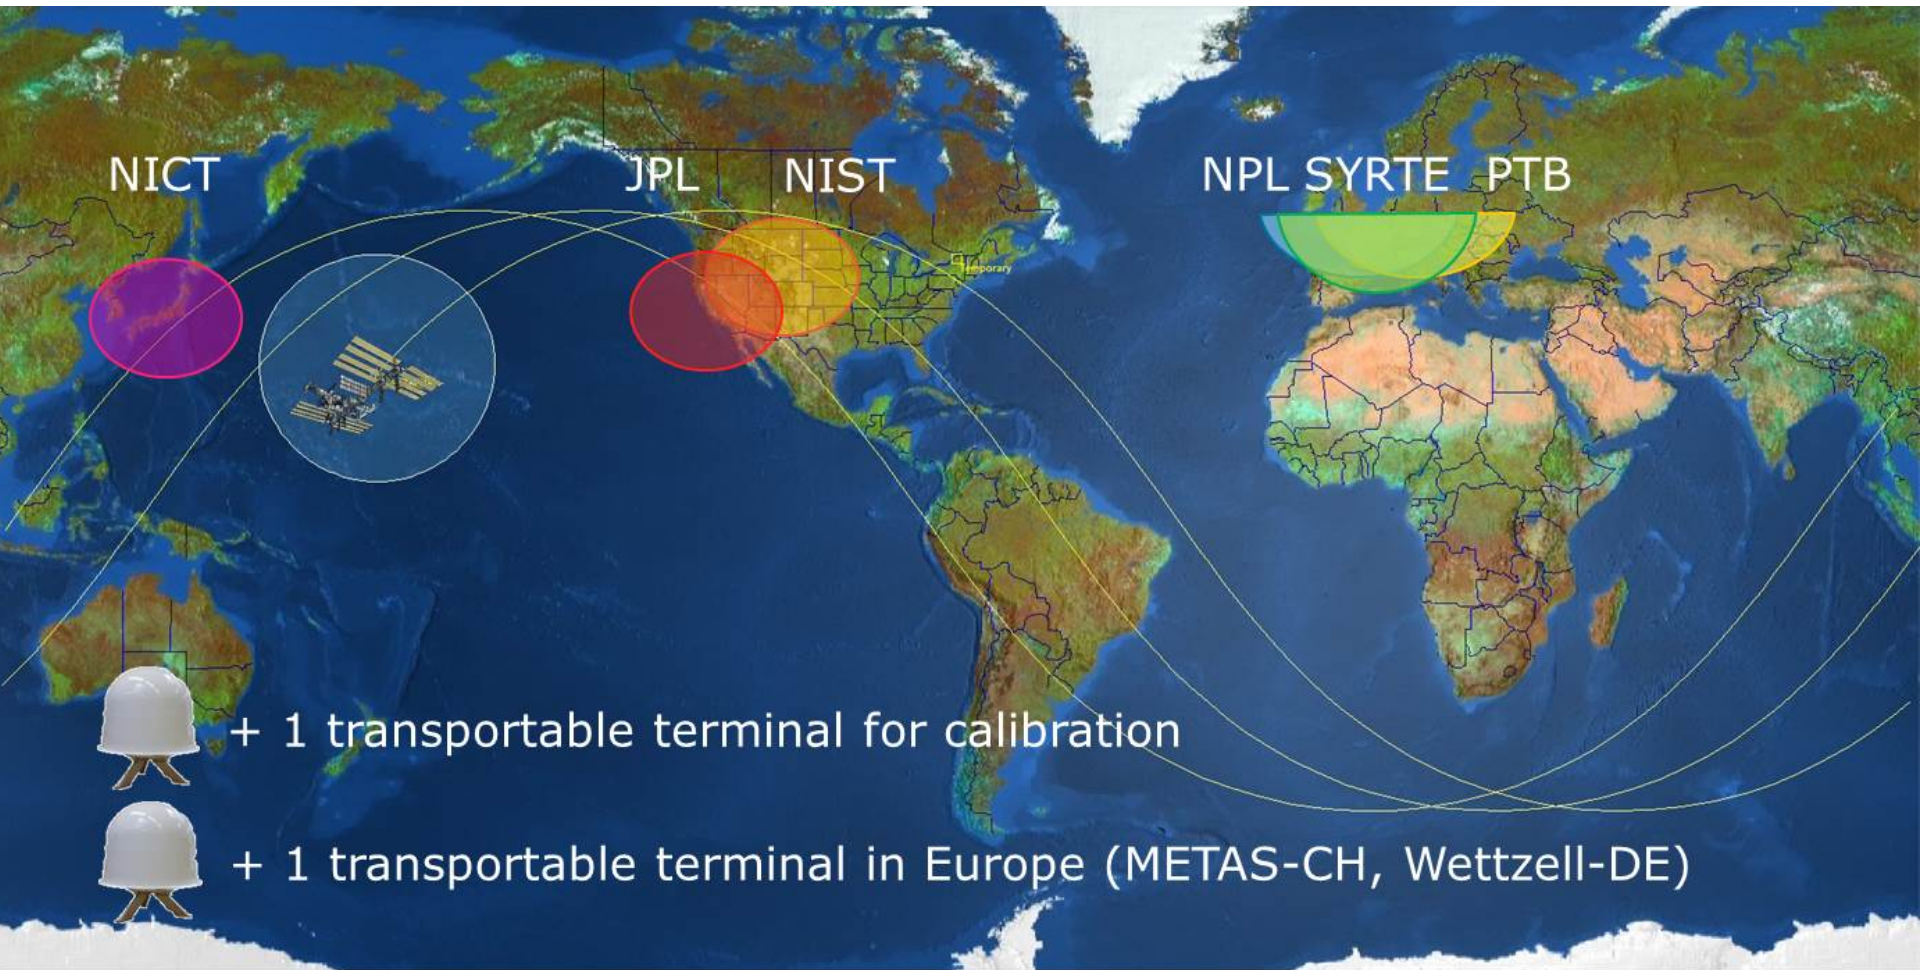 NICT JPL NIST NPL SYRTE PTB
Temporary
+ 1 transportable terminal for calibration
+ 1 transportable terminal in Europe (METAS-CH, Wettzell-DE)